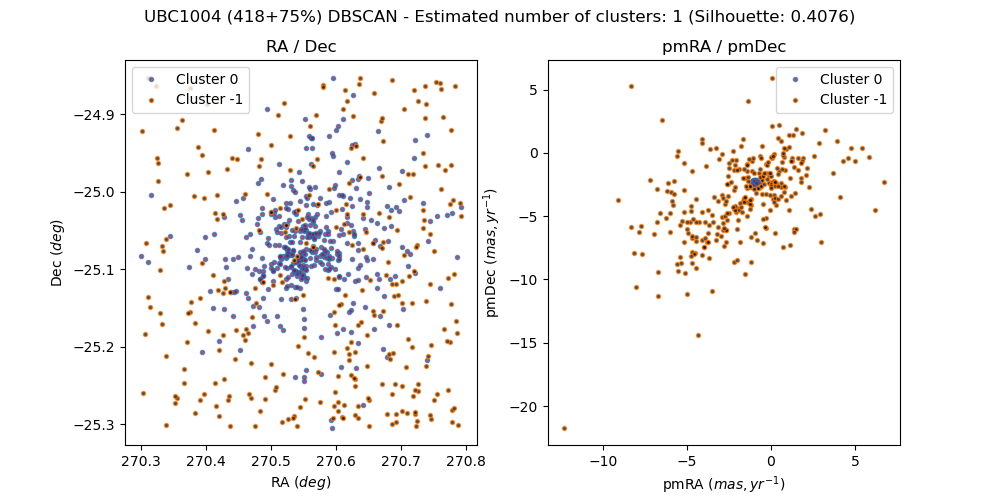 UBC1004 (418+75%) DBSCAN - Estimated number of clusters: 1 (Silhouette: 0.4076)
RA / Dec
pmRA / pmDec
Cluster 0
Cluster -1
Cluster 0
Cluster -1
−24.9
−25.0
−25.1
−25.2
−25.3
Dec (deg)
270.3 270.4 270.5 270.6 270.7 270.8
RA (deg)
5
0
−5
−10
−15
−20
pmDec (mas, yr⁻¹)
−10 −5 0 5
pmRA (mas, yr⁻¹)